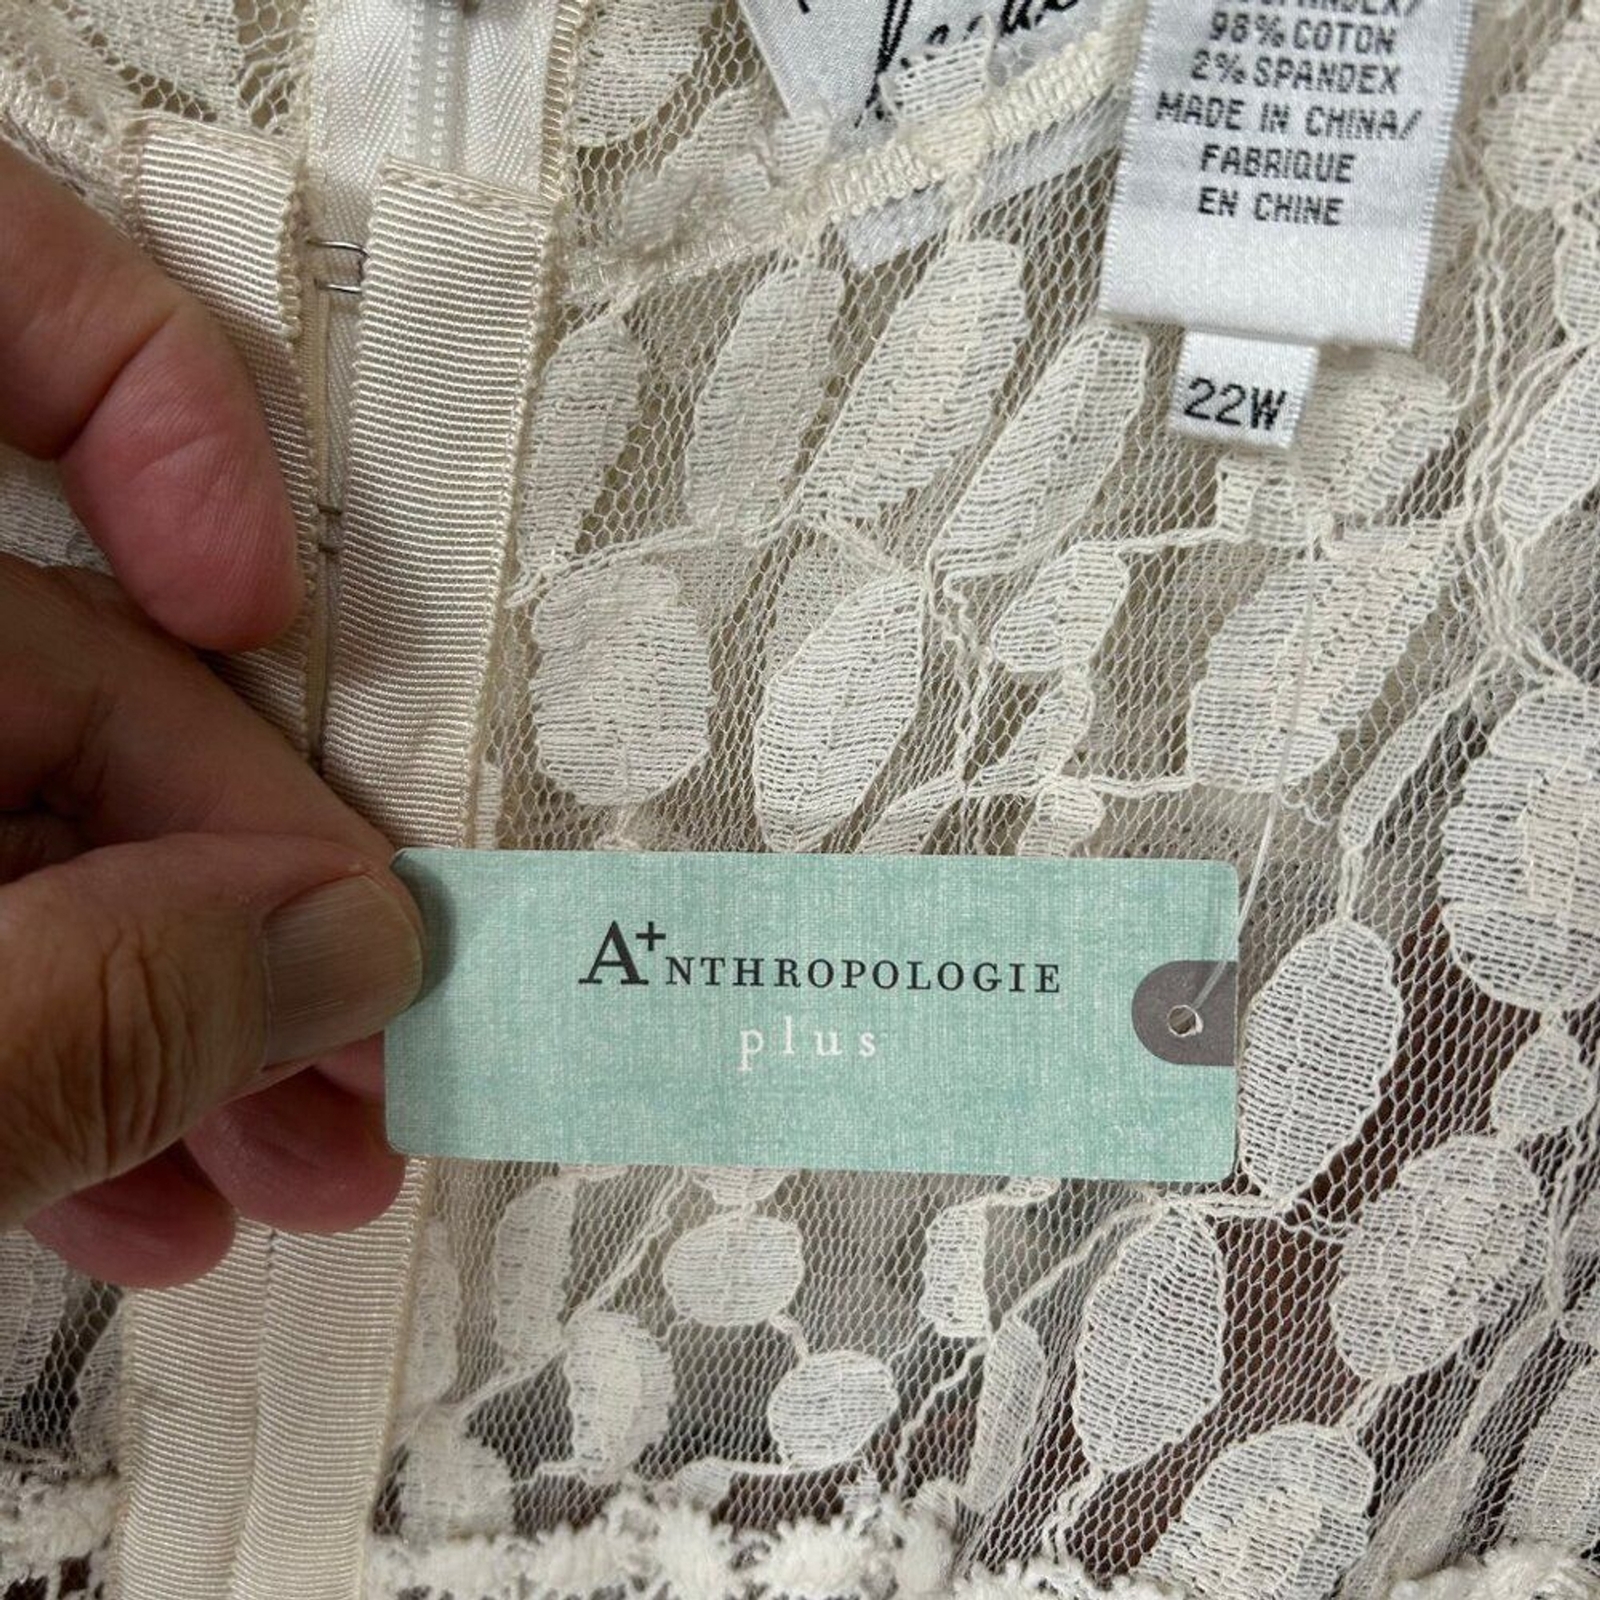 98% COTON
2% SPANDEX
MADE IN CHINA/
FABRIQUE
EN CHINE
22W
A+NTHROPOLOGIE
plus